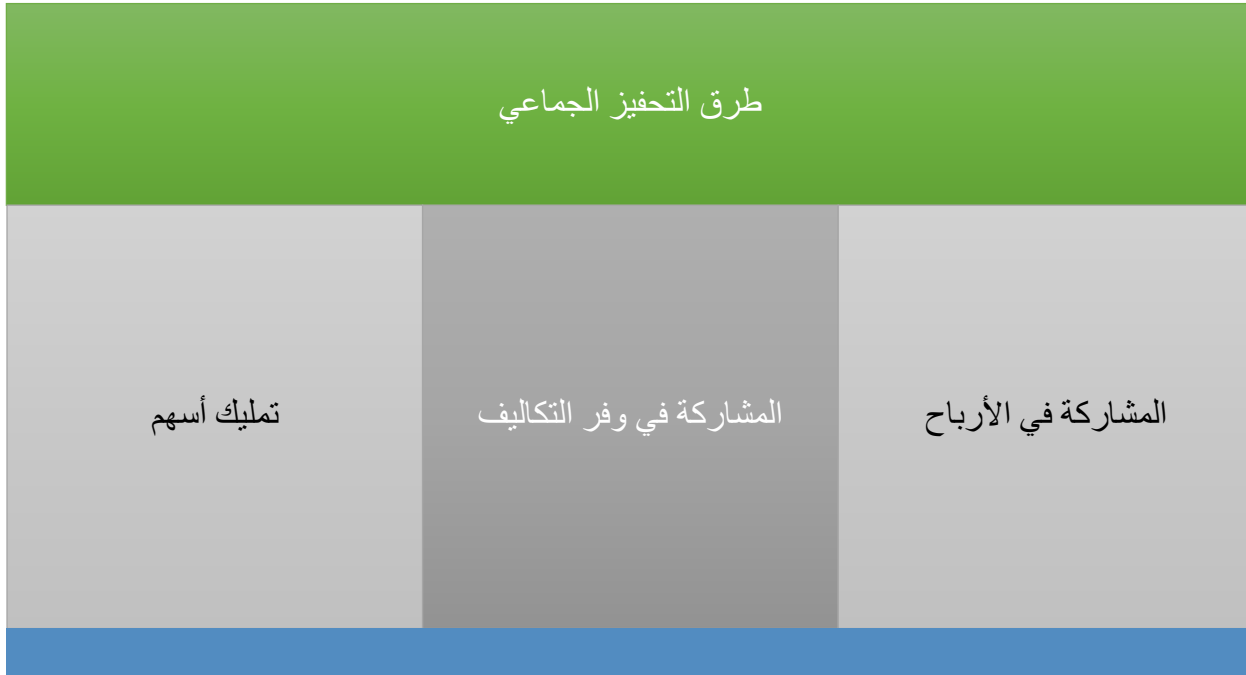 طرق التحفيز الجماعي
المشاركة في الأرباح
المشاركة في وفر التكاليف
تمليك أسهم